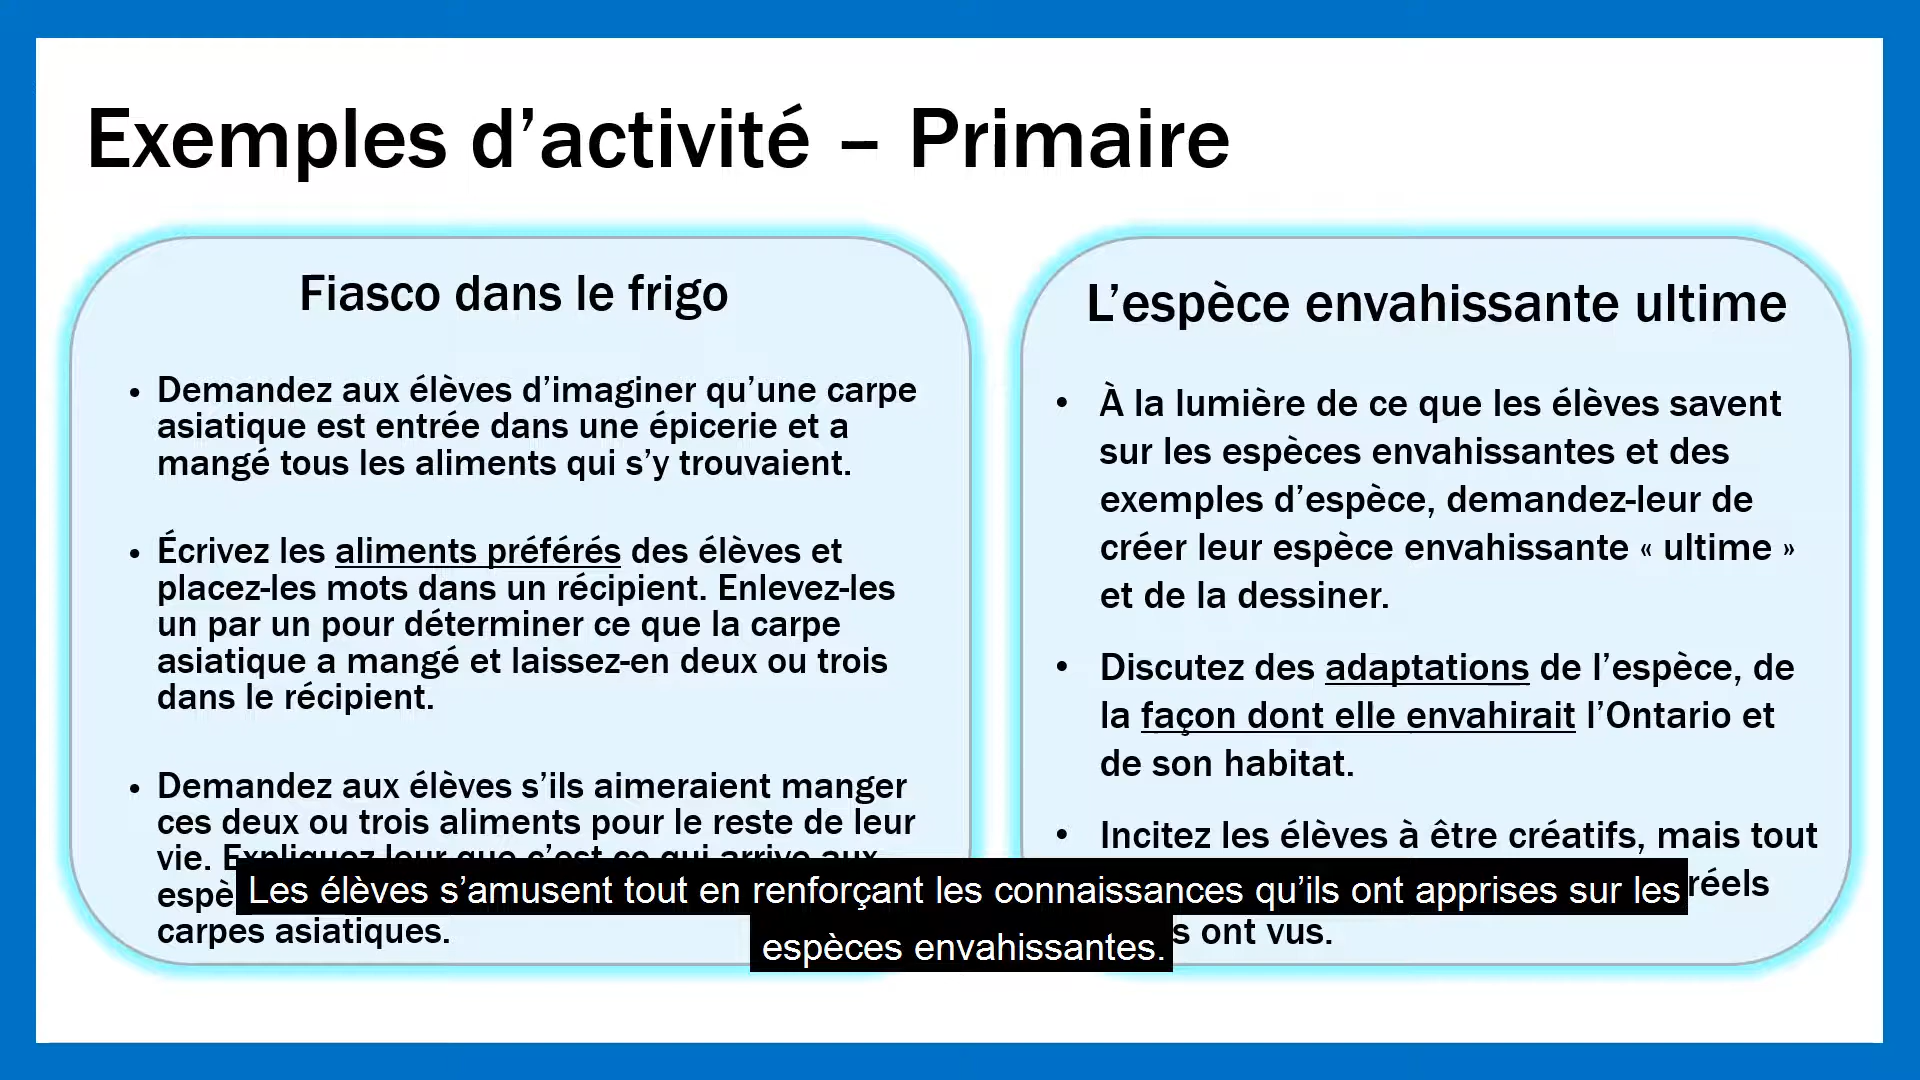 Exemples d’activité – Primaire
Fiasco dans le frigo
• Demandez aux élèves d’imaginer qu’une carpe
asiatique est entrée dans une épicerie et a
mangé tous les aliments qui s’y trouvaient.
• Écrivez les aliments préférés des élèves et
placez-les mots dans un récipient. Enlevez-les
un par un pour déterminer ce que la carpe
asiatique a mangé et laissez-en deux ou trois
dans le récipient.
• Demandez aux élèves s’ils aimeraient manger
ces deux ou trois aliments pour le reste de leur
vie. Expliquez leur que c’est ce qui arrive aux
carpes asiatiques.
L’espèce envahissante ultime
• À la lumière de ce que les élèves savent
sur les espèces envahissantes et des
exemples d’espèce, demandez-leur de
créer leur espèce envahissante « ultime »
et de la dessiner.
• Discutez des adaptations de l’espèce, de
la façon dont elle envahirait l’Ontario et
de son habitat.
• Incitez les élèves à être créatifs, mais tout
réels
ont vus.
Les élèves s’amusent tout en renforçant les connaissances qu’ils ont apprises sur les
espèces envahissantes.